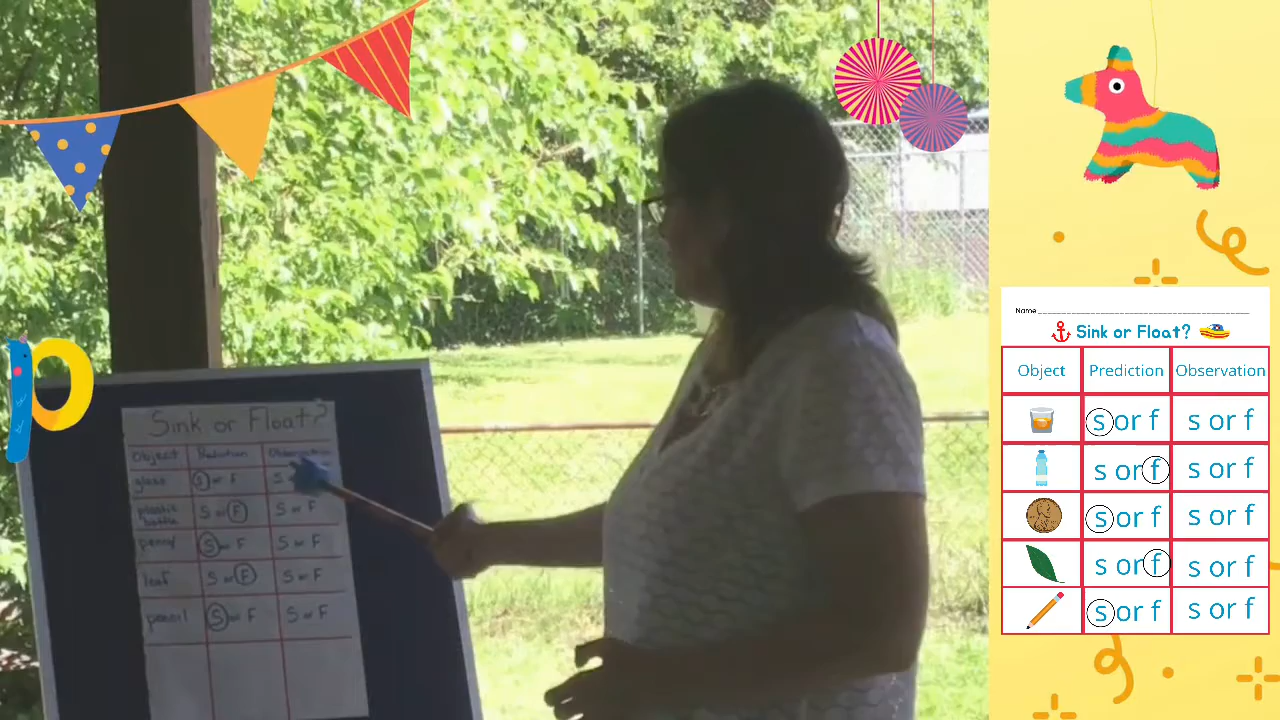 p
Sink or Float?
Object Prediction Observation
glass S or F S
plastic bottle S or F S or F
penny S or F S or F
leaf S or F S or F
pencil S or F S or F
Name
Sink or Float?
Object Prediction Observation
s or f s or f
s or f s or f
s or f s or f
s or f s or f
s or f s or f